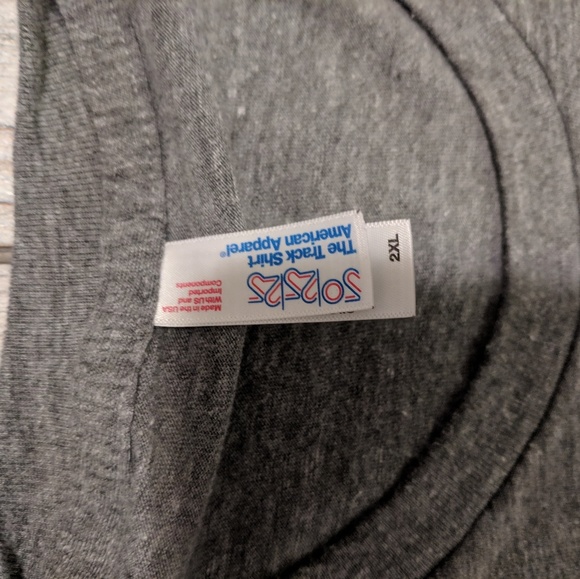 The Track Shirt
American Apparel®
50|25|25
Made in the USA
With US and
Imported
Components
2XL